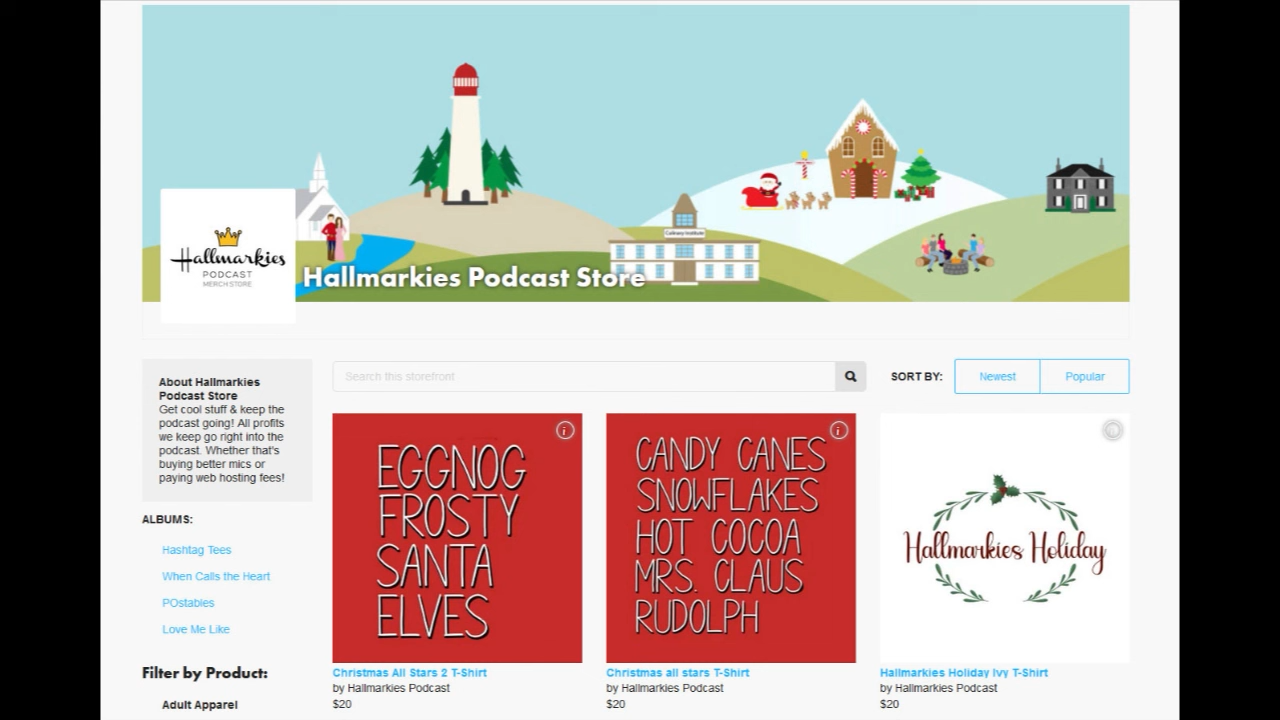 Culinary Institute
Hallmarkies
PODCAST
MERCH STORE
Hallmarkies Podcast Store
About Hallmarkies
Podcast Store
Get cool stuff & keep the
podcast going! All profits
we keep go right into the
podcast. Whether that's
buying better mics or
paying web hosting fees!
ALBUMS:
Hashtag Tees
When Calls the Heart
POstables
Love Me Like
Filter by Product:
Adult Apparel
Search this storefront
SORT BY:
Newest
Popular
EGGNOG
FROSTY
SANTA
ELVES
Christmas All Stars 2 T-Shirt
by Hallmarkies Podcast
$20
CANDY CANES
SNOWFLAKES
HOT COCOA
MRS. CLAUS
RUDOLPH
Christmas all stars T-Shirt
by Hallmarkies Podcast
$20
Hallmarkies Holiday
Hallmarkies Holiday Ivy T-Shirt
by Hallmarkies Podcast
$20